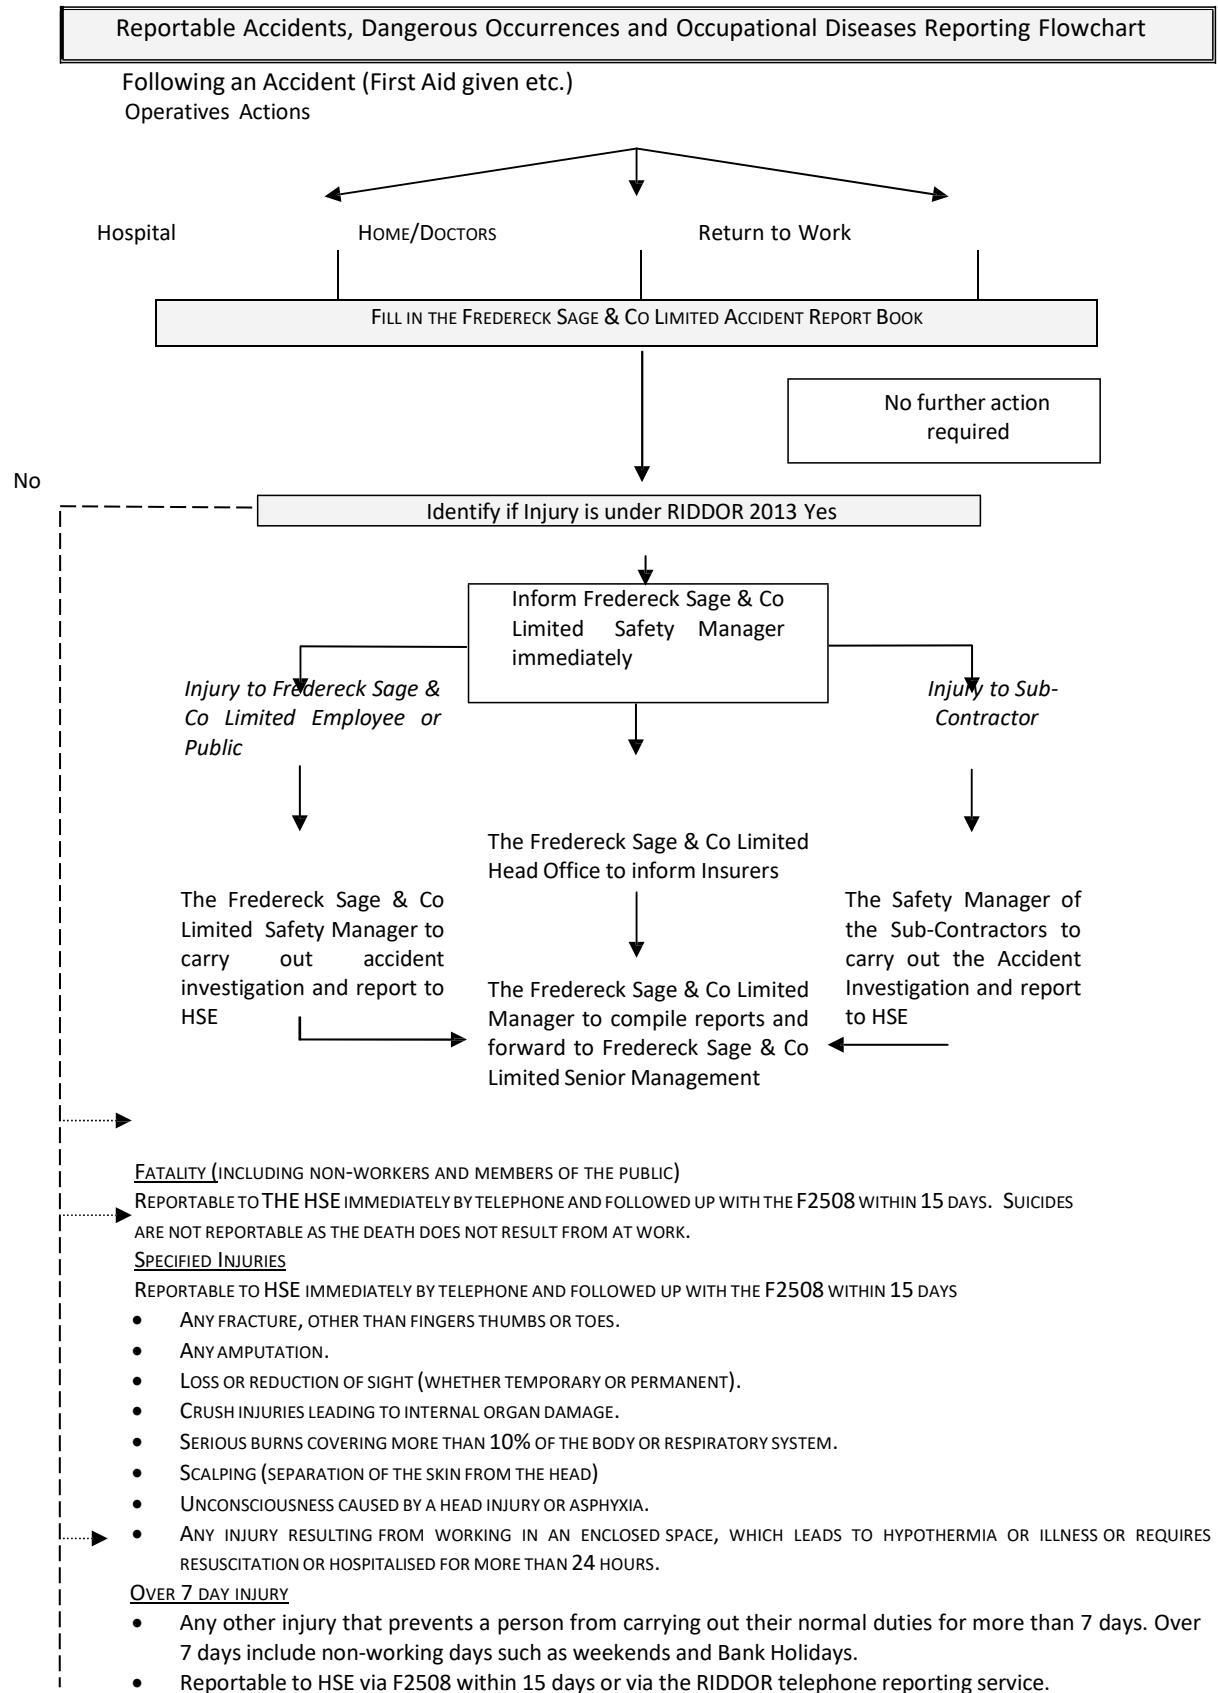 Reportable Accidents, Dangerous Occurrences and Occupational Diseases Reporting Flowchart
Following an Accident (First Aid given etc.)
Operatives Actions
Hospital
HOME/DOCTORS
Return to Work
FILL IN THE FREDERECK SAGE & CO LIMITED ACCIDENT REPORT BOOK
No further action
required
No
Identify if Injury is under RIDDOR 2013 Yes
Inform Fredereck Sage & Co
Limited Safety Manager
immediately
Injury to Fredereck Sage &
Co Limited Employee or
Public
Injury to Sub-
Contractor
The Fredereck Sage & Co Limited
Head Office to inform Insurers
The Fredereck Sage & Co
Limited Safety Manager to
carry out accident
investigation and report to
HSE
The Safety Manager of
the Sub-Contractors to
carry out the Accident
Investigation and report
to HSE
The Fredereck Sage & Co Limited
Manager to compile reports and
forward to Fredereck Sage & Co
Limited Senior Management
FATALITY (INCLUDING NON-WORKERS AND MEMBERS OF THE PUBLIC)
REPORTABLE TO THE HSE IMMEDIATELY BY TELEPHONE AND FOLLOWED UP WITH THE F2508 WITHIN 15 DAYS. SUICIDES
ARE NOT REPORTABLE AS THE DEATH DOES NOT RESULT FROM AT WORK.
SPECIFIED INJURIES
REPORTABLE TO HSE IMMEDIATELY BY TELEPHONE AND FOLLOWED UP WITH THE F2508 WITHIN 15 DAYS
• ANY FRACTURE, OTHER THAN FINGERS THUMBS OR TOES.
• ANY AMPUTATION.
• LOSS OR REDUCTION OF SIGHT (WHETHER TEMPORARY OR PERMANENT).
• CRUSH INJURIES LEADING TO INTERNAL ORGAN DAMAGE.
• SERIOUS BURNS COVERING MORE THAN 10% OF THE BODY OR RESPIRATORY SYSTEM.
• SCALPING (SEPARATION OF THE SKIN FROM THE HEAD)
• UNCONSCIOUSNESS CAUSED BY A HEAD INJURY OR ASPHYXIA.
• ANY INJURY RESULTING FROM WORKING IN AN ENCLOSED SPACE, WHICH LEADS TO HYPOTHERMIA OR ILLNESS OR REQUIRES
RESUSCITATION OR HOSPITALISED FOR MORE THAN 24 HOURS.
OVER 7 DAY INJURY
• Any other injury that prevents a person from carrying out their normal duties for more than 7 days. Over
7 days include non-working days such as weekends and Bank Holidays.
• Reportable to HSE via F2508 within 15 days or via the RIDDOR telephone reporting service.